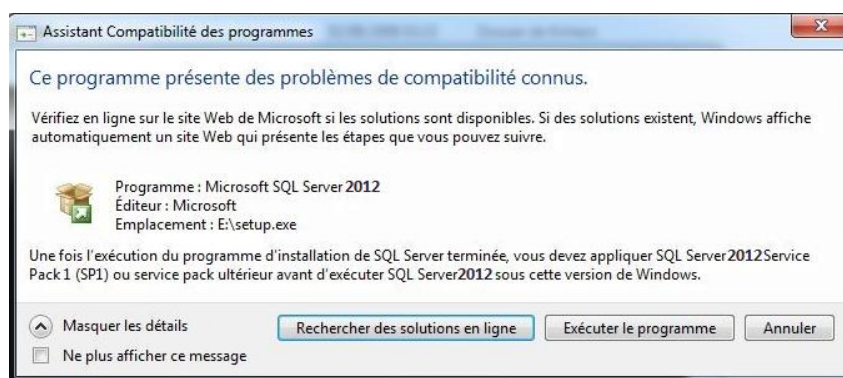 Assistant Compatibilité des programmes
Ce programme présente des problèmes de compatibilité connus.
Vérifiez en ligne sur le site Web de Microsoft si les solutions sont disponibles. Si des solutions existent, Windows affiche
automatiquement un site Web qui présente les étapes que vous pouvez suivre.
Programme : Microsoft SQL Server 2012
Éditeur : Microsoft
Emplacement : E:\setup.exe
Une fois l'exécution du programme d'installation de SQL Server terminée, vous devez appliquer SQL Server 2012 Service
Pack 1 (SP1) ou service pack ultérieur avant d'exécuter SQL Server 2012 sous cette version de Windows.
Masquer les détails
Rechercher des solutions en ligne
Exécuter le programme
Annuler
Ne plus afficher ce message